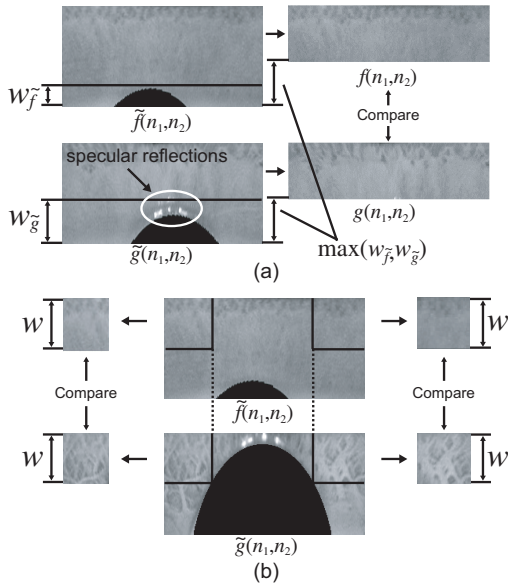 w_f̃
f̃(n₁,n₂)
f(n₁,n₂)
Compare
specular reflections
w_g̃
g̃(n₁,n₂)
g(n₁,n₂)
max(w_f̃,w_g̃)
(a)
w
w
Compare
Compare
f̃(n₁,n₂)
w
w
g̃(n₁,n₂)
(b)